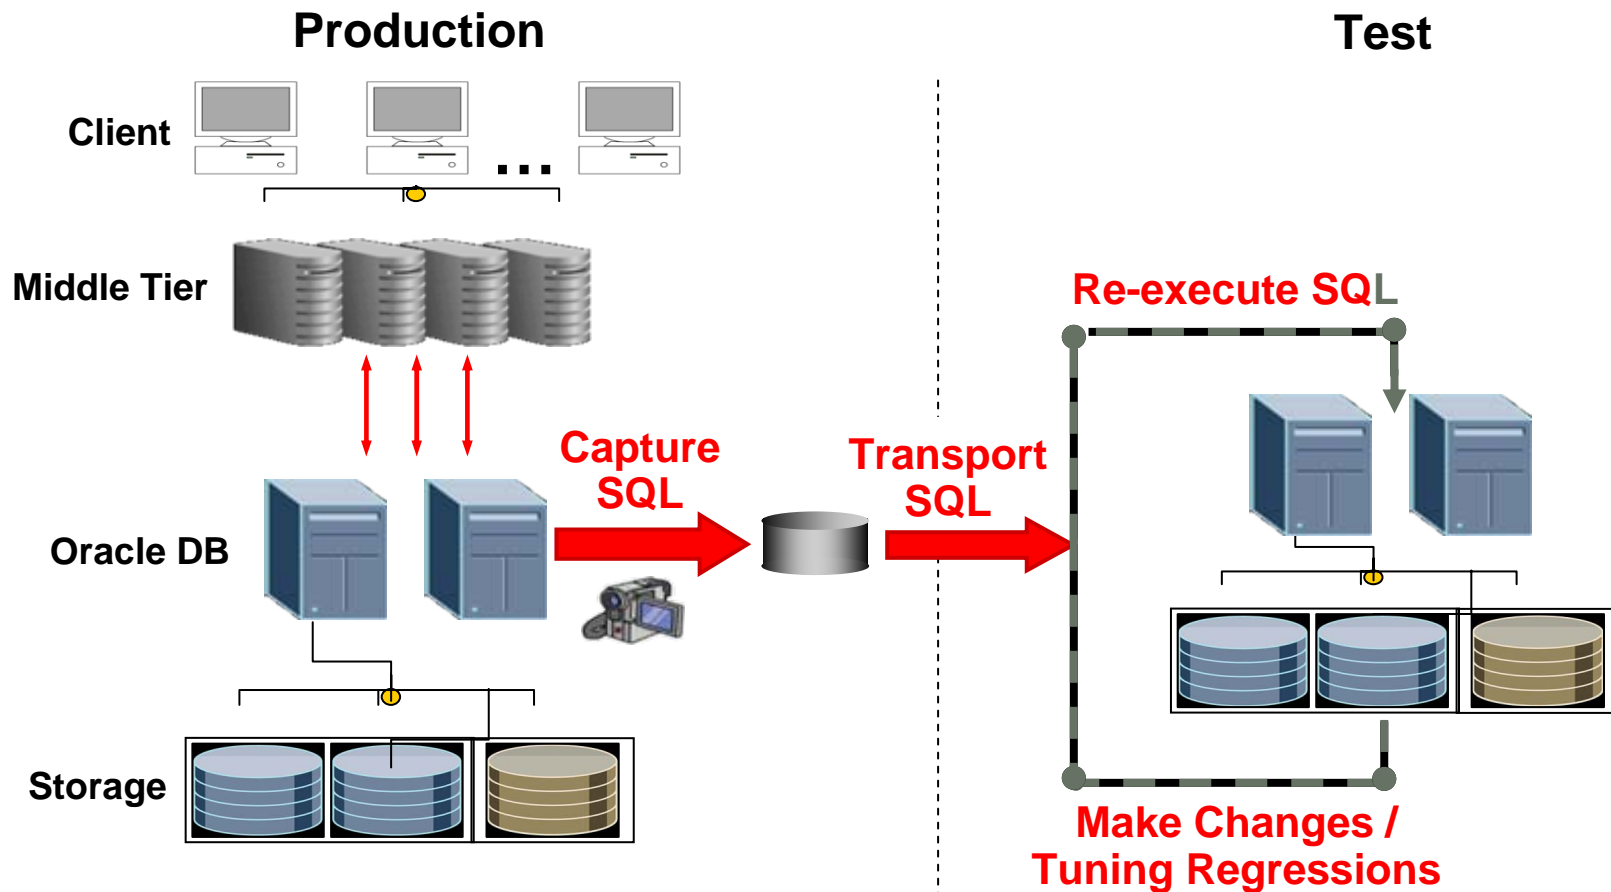 Production
Test
Client
...
Middle Tier
Re-execute SQL
Capture
SQL
Transport
SQL
Oracle DB
Storage
Make Changes /
Tuning Regressions